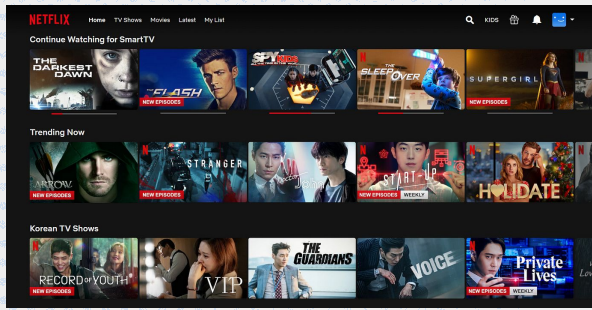 NETFLIX Home TV Shows Movies Latest My List KIDS
Continue Watching for SmartTV
THE DARKEST DAWN
THE FLASH
NEW EPISODES
SPY KIDS
THE SLEEPOVER
SUPERGIRL
NEW EPISODES
Trending Now
ARROW
NEW EPISODES
STRANGER
NEW EPISODES
START-UP
NEW EPISODES WEEKLY
HOLIDATE
Korean TV Shows
RECORD OF YOUTH
VIP
THE GUARDIANS
VOICE
Private Lives
NEW EPISODES WEEKLY